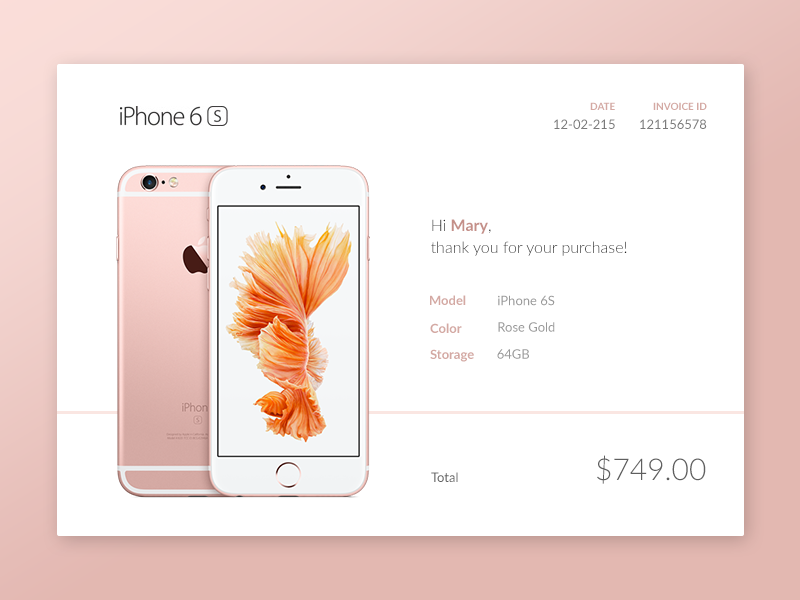 iPhone 6 S
DATE INVOICE ID
12-02-215 121156578
Hi Mary,
thank you for your purchase!
Model iPhone 6S
Color Rose Gold
Storage 64GB
iPhon
S
Total $749.00